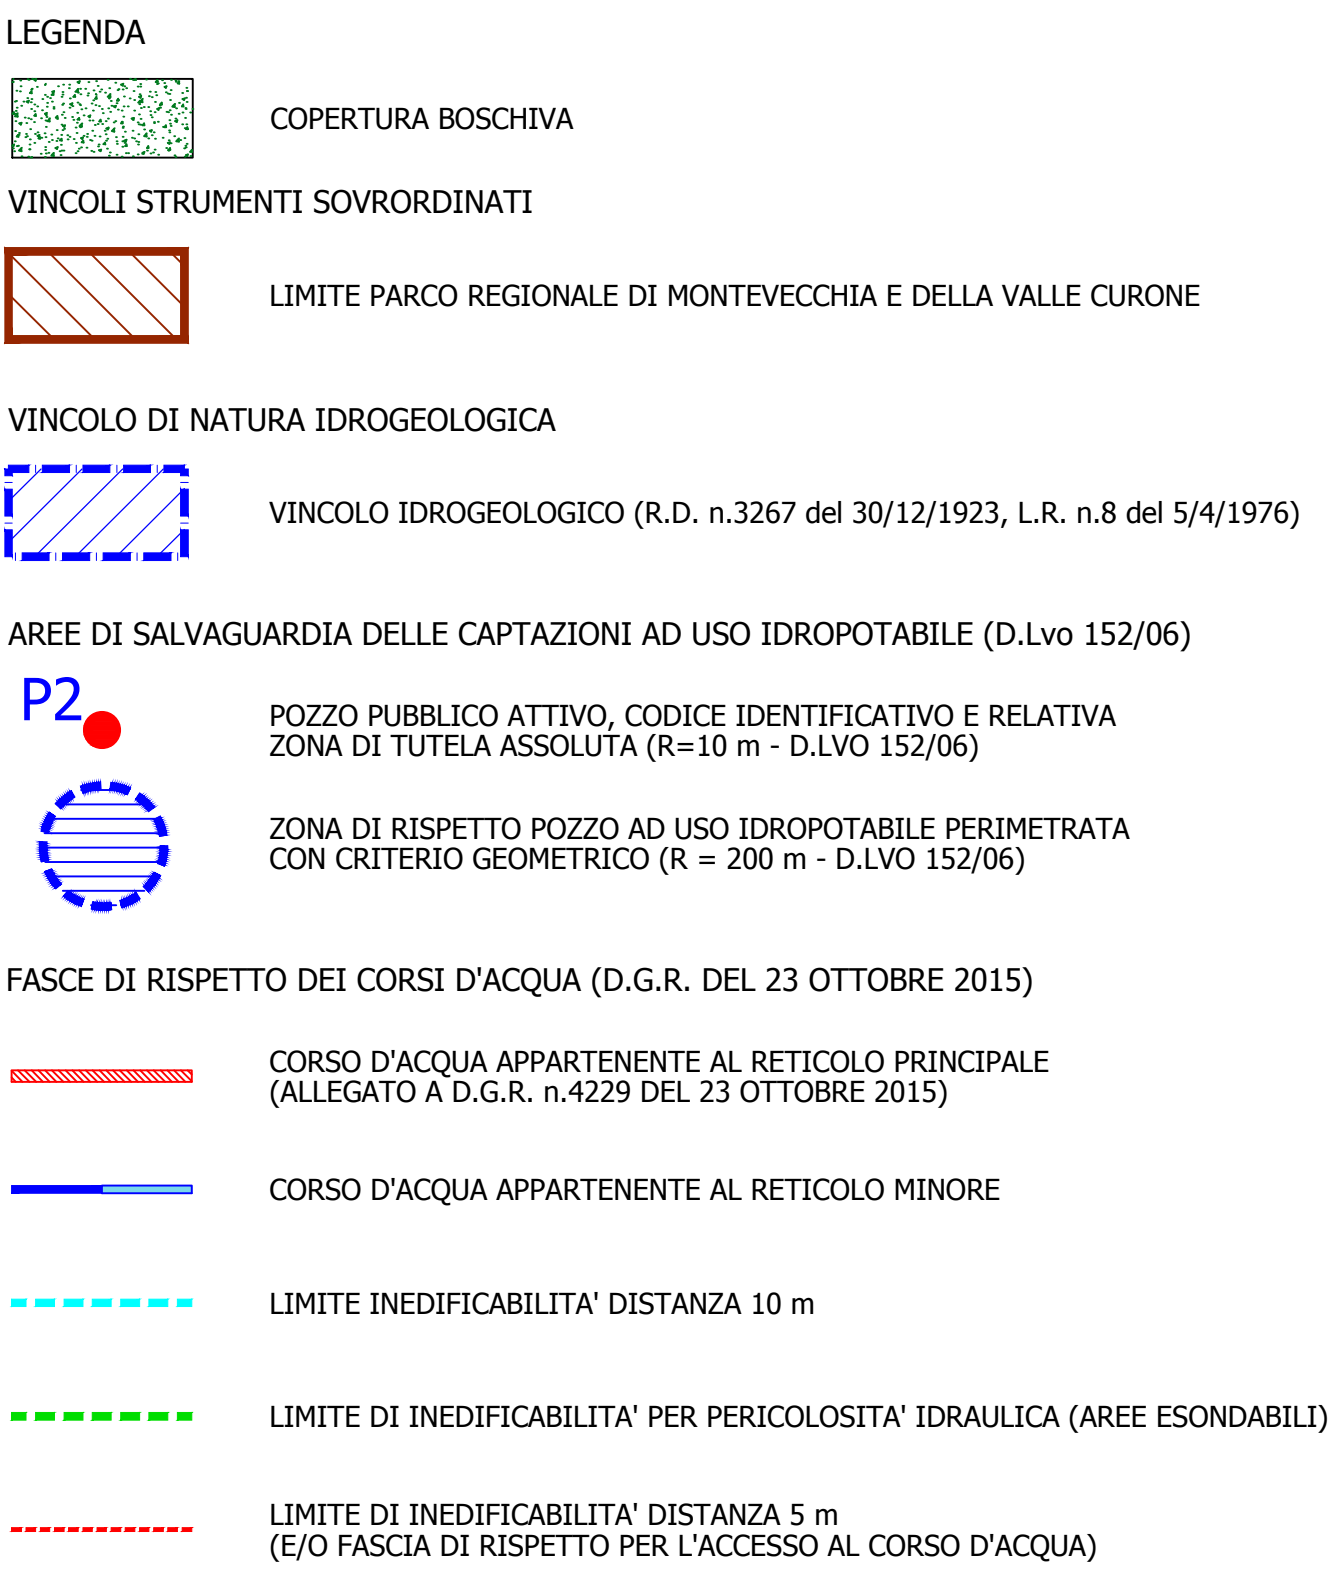 LEGENDA
COPERTURA BOSCHIVA
VINCOLI STRUMENTI SOVRORDINATI
LIMITE PARCO REGIONALE DI MONTEVECCHIA E DELLA VALLE CURONE
VINCOLO DI NATURA IDROGEOLOGICA
VINCOLO IDROGEOLOGICO (R.D. n.3267 del 30/12/1923, L.R. n.8 del 5/4/1976)
AREE DI SALVAGUARDIA DELLE CAPTAZIONI AD USO IDROPOTABILE (D.Lvo 152/06)
P2
POZZO PUBBLICO ATTIVO, CODICE IDENTIFICATIVO E RELATIVA
ZONA DI TUTELA ASSOLUTA (R=10 m - D.LVO 152/06)
ZONA DI RISPETTO POZZO AD USO IDROPOTABILE PERIMETRATA
CON CRITERIO GEOMETRICO (R = 200 m - D.LVO 152/06)
FASCE DI RISPETTO DEI CORSI D'ACQUA (D.G.R. DEL 23 OTTOBRE 2015)
CORSO D'ACQUA APPARTENENTE AL RETICOLO PRINCIPALE
(ALLEGATO A D.G.R. n.4229 DEL 23 OTTOBRE 2015)
CORSO D'ACQUA APPARTENENTE AL RETICOLO MINORE
LIMITE INEDIFICABILITA' DISTANZA 10 m
LIMITE DI INEDIFICABILITA' PER PERICOLOSITA' IDRAULICA (AREE ESONDABILI)
LIMITE DI INEDIFICABILITA' DISTANZA 5 m
(E/O FASCIA DI RISPETTO PER L'ACCESSO AL CORSO D'ACQUA)